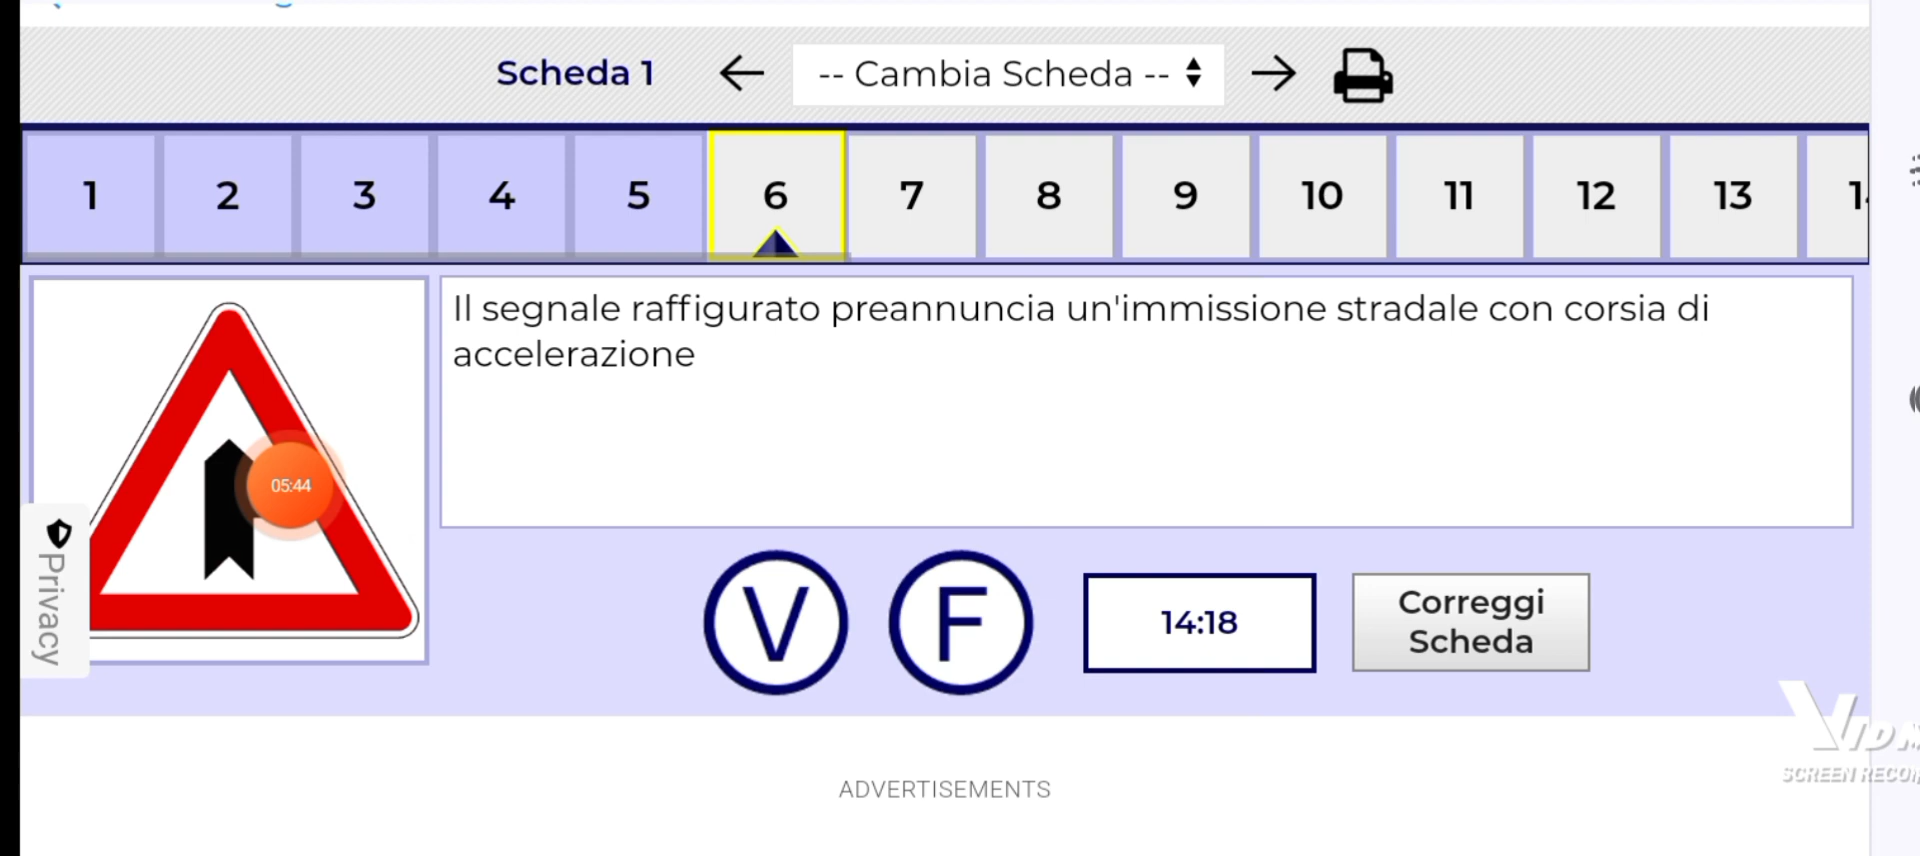 Scheda 1
-- Cambia Scheda --
1 2 3 4 5 6 7 8 9 10 11 12 13
Il segnale raffigurato preannuncia un'immissione stradale con corsia di
accelerazione
05:44
Privacy
V F 14:18 Correggi
Scheda
SCREEN
ADVERTISEMENTS